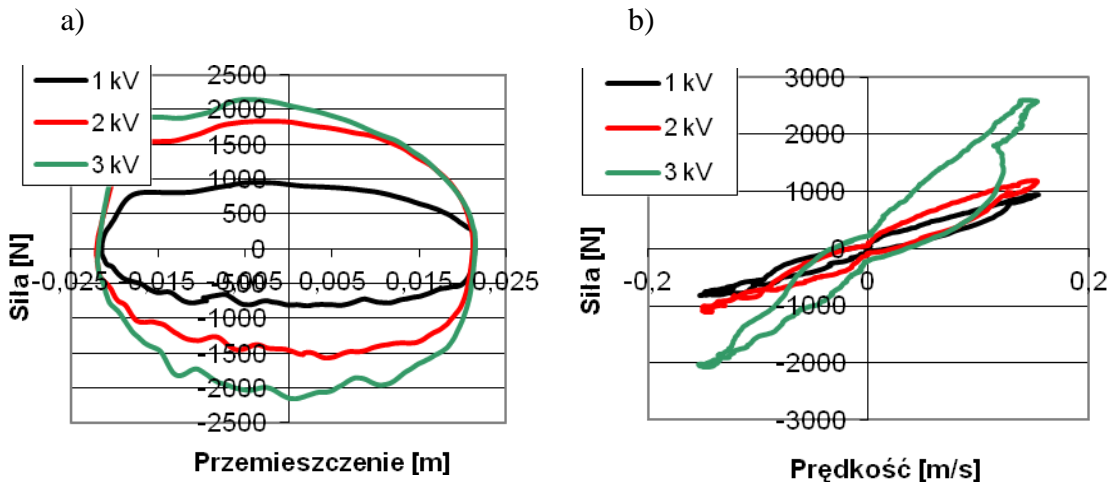 a)
1 kV
2 kV
3 kV
2500
2000
1500
1000
500
0
-500
-1000
-1500
-2000
-2500
-0,025
-0,015
-0,005
0,005
0,015
0,025
Siła [N]
Przemieszczenie [m]
b)
1 kV
2 kV
3 kV
3000
2000
1000
0
-1000
-2000
-3000
-0,2
0
0,2
Siła [N]
Prędkość [m/s]